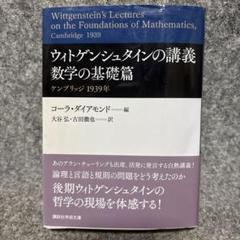 Wittgenstein's Lectures
on the Foundations of Mathematics,
Cambridge 1939
ウィトゲンシュタインの講義
数学の基礎篇
ケンブリッジ1939年
コーラ・ダイアモンド——編
大谷 弘・古田徹也——訳
あのアラン・チューリングも出席、活発に発言する白熱講義!
論理と言語と規則の問題をどう考えたのか
後期ウィトゲンシュタインの
哲学の現場を体感する!
講談社学術文庫